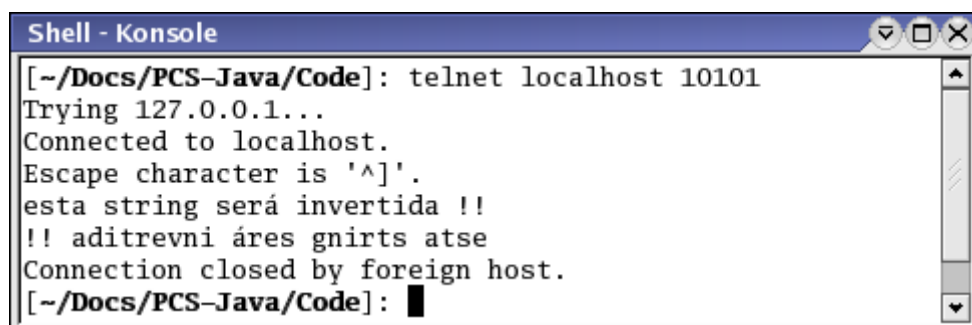 Shell - Konsole
[~/Docs/PCS-Java/Code]: telnet localhost 10101
Trying 127.0.0.1...
Connected to localhost.
Escape character is '^]'.
esta string será invertida !!
!! aditrevni áres gnirts atse
Connection closed by foreign host.
[~/Docs/PCS-Java/Code]: